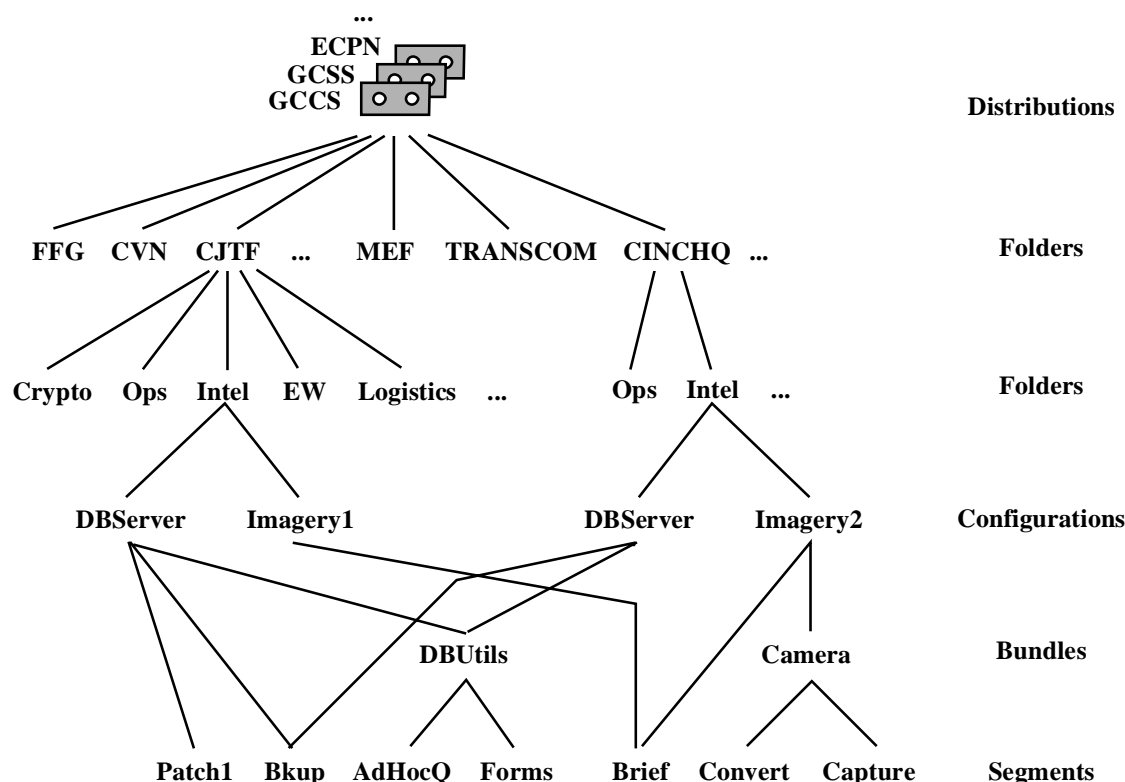 ...
ECPN
GCSS
GCCS
Distributions
FFG CVN CJTF ... MEF TRANSCOM CINCHQ ... Folders
Crypto Ops Intel EW Logistics ... Ops Intel ... Folders
DBServer Imagery1 DBServer Imagery2 Configurations
DBUtils Camera Bundles
Patch1 Bkup AdHocQ Forms Brief Convert Capture Segments